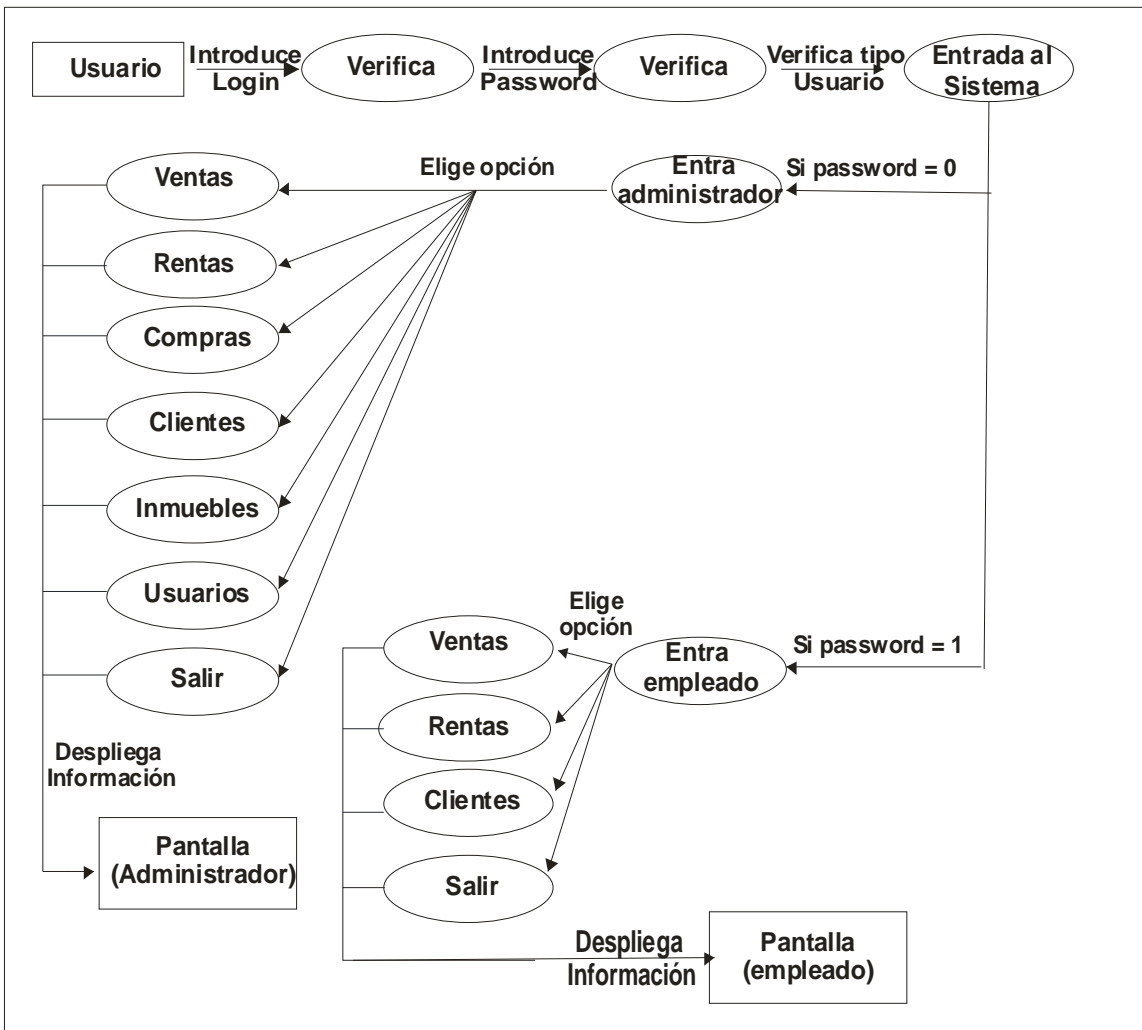 Usuario
Introduce
Login
Verifica
Introduce
Password
Verifica
Verifica tipo
Usuario
Entrada al
Sistema
Ventas
Elige opción
Entra
administrador
Si password = 0
Rentas
Compras
Clientes
Inmuebles
Usuarios
Salir
Despliega
Información
Pantalla
(Administrador)
Elige
opción
Ventas
Entra
empleado
Si password = 1
Rentas
Clientes
Salir
Despliega
Información
Pantalla
(empleado)